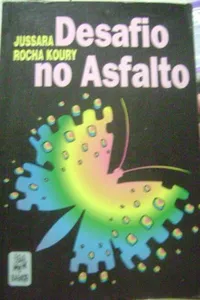 JUSSARA
ROCHA KOURY
Desafio
no Asfalto